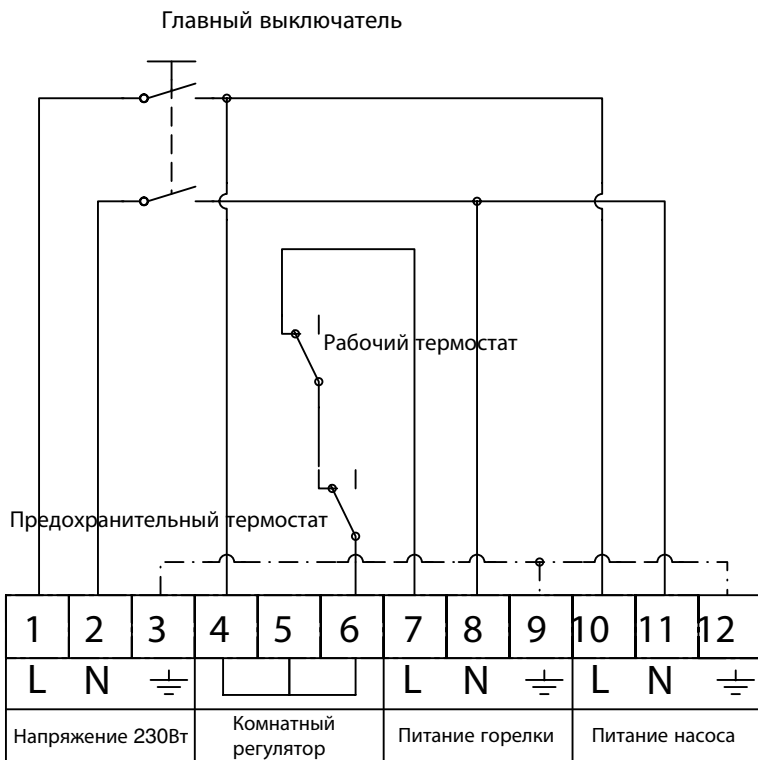 Главный выключатель
Рабочий термостат
Предохранительный термостат
1 2 3 4 5 6 7 8 9 10 11 12
L N L N L N
Напряжение 230Вт
Комнатный
регулятор
Питание горелки
Питание насоса